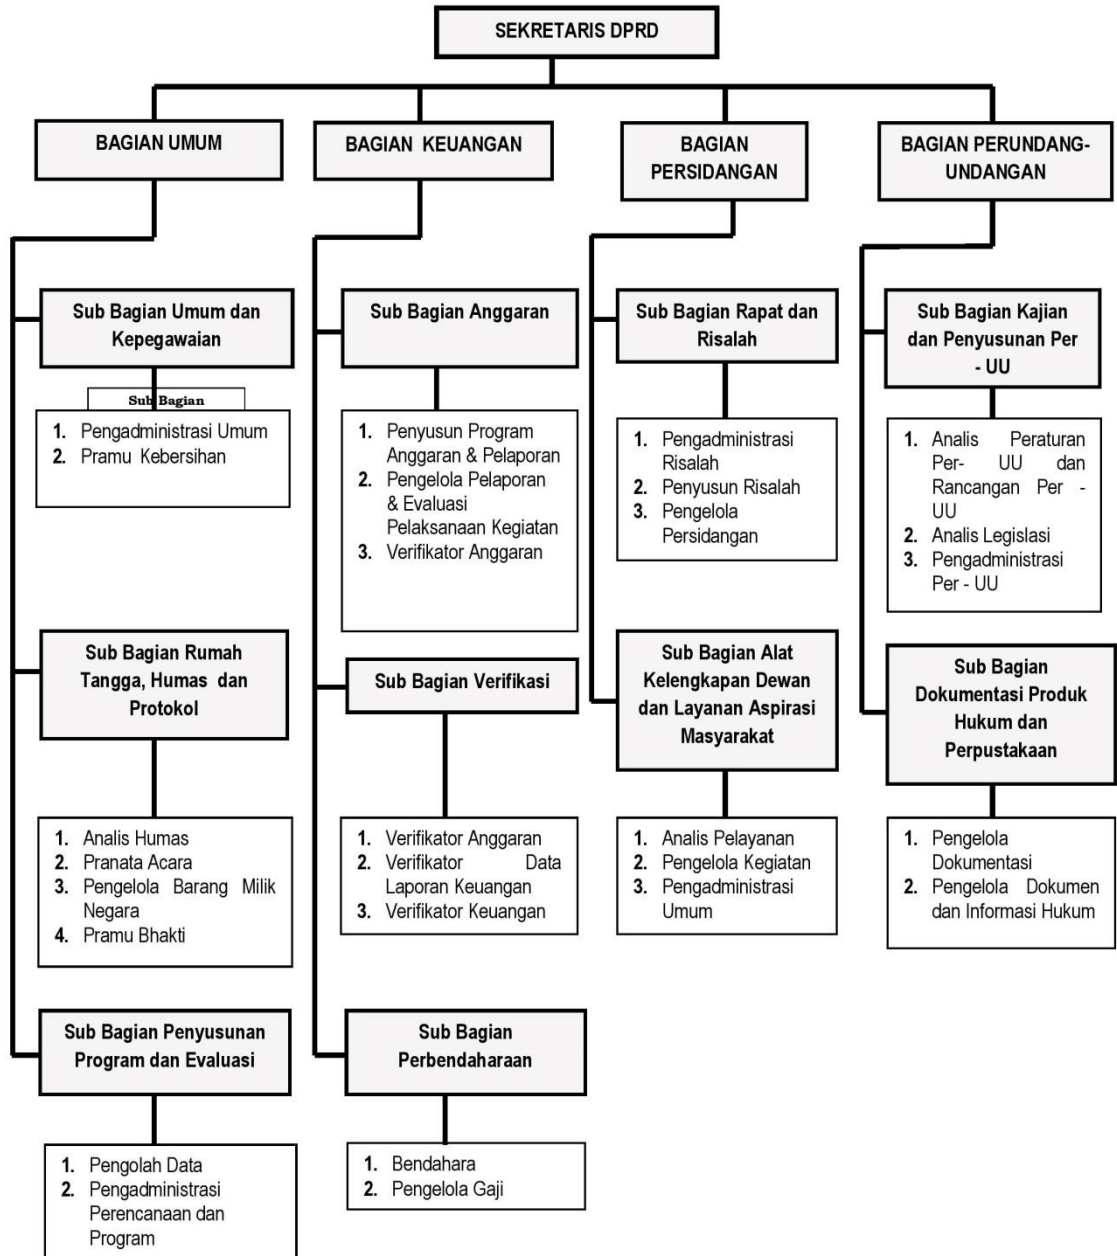 SEKRETARIS DPRD
BAGIAN UMUM
BAGIAN KEUANGAN
BAGIAN
PERSIDANGAN
BAGIAN PERUNDANG-
UNDANGAN
Sub Bagian Umum dan
Kepegawaian
Sub Bagian Anggaran
Sub Bagian Rapat dan
Risalah
Sub Bagian Kajian
dan Penyusunan Per
- UU
Sub Bagian
1. Pengadministrasi Umum
2. Pramu Kebersihan
1. Penyusun Program
Anggaran & Pelaporan
2. Pengelola Pelaporan
& Evaluasi
Pelaksanaan Kegiatan
3. Verifikator Anggaran
1. Pengadministrasi
Risalah
2. Penyusun Risalah
3. Pengelola
Persidangan
1. Analis Peraturan
Per- UU dan
Rancangan Per -
UU
2. Analis Legislasi
3. Pengadministrasi
Per - UU
Sub Bagian Rumah
Tangga, Humas dan
Protokol
Sub Bagian Verifikasi
Sub Bagian Alat
Kelengkapan Dewan
dan Layanan Aspirasi
Masyarakat
Sub Bagian
Dokumentasi Produk
Hukum dan
Perpustakaan
1. Analis Humas
2. Pranata Acara
3. Pengelola Barang Milik
Negara
4. Pramu Bhakti
1. Verifikator Anggaran
2. Verifikator Data
Laporan Keuangan
3. Verifikator Keuangan
1. Analis Pelayanan
2. Pengelola Kegiatan
3. Pengadministrasi
Umum
1. Pengelola
Dokumentasi
2. Pengelola Dokumen
dan Informasi Hukum
Sub Bagian Penyusunan
Program dan Evaluasi
Sub Bagian
Perbendaharaan
1. Pengolah Data
2. Pengadministrasi
Perencanaan dan
Program
1. Bendahara
2. Pengelola Gaji